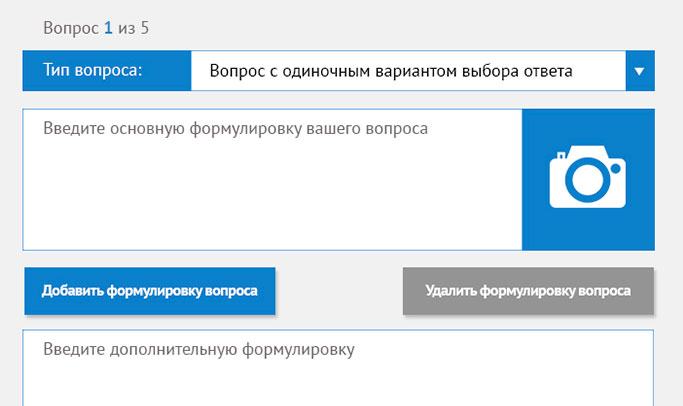 Вопрос 1 из 5
Тип вопроса: Вопрос с одиночным вариантом выбора ответа
Введите основную формулировку вашего вопроса
Добавить формулировку вопроса Удалить формулировку вопроса
Введите дополнительную формулировку